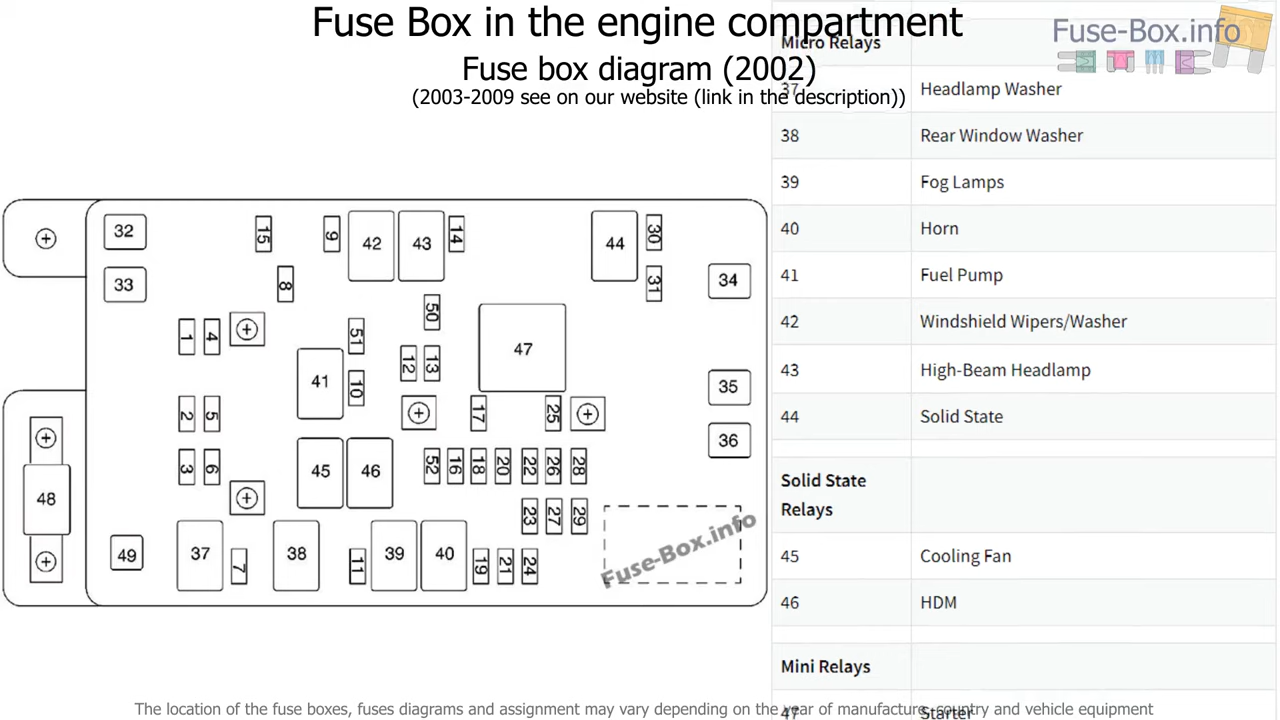 Fuse Box in the engine compartment
Fuse box diagram (2002)
(2003-2009 see on our website (link in the description))
Fuse-Box.info
Micro Relays
37 Headlamp Washer
38 Rear Window Washer
39 Fog Lamps
40 Horn
41 Fuel Pump
42 Windshield Wipers/Washer
43 High-Beam Headlamp
44 Solid State
Solid State
Relays
45 Cooling Fan
46 HDM
Mini Relays
47 Starter
32 15 9 42 43 14 44 30
33 8 31 34
50
1 4 51 47
12 13
41 10 35
2 5 17 25
36
3 6 45 46 52 16 18 20 22 26 28
48
23 27 29
49 37 7 38 11 39 40 19 21 24
Fuse-Box.info
The location of the fuse boxes, fuses diagrams and assignment may vary depending on the year of manufacture, country and vehicle equipment